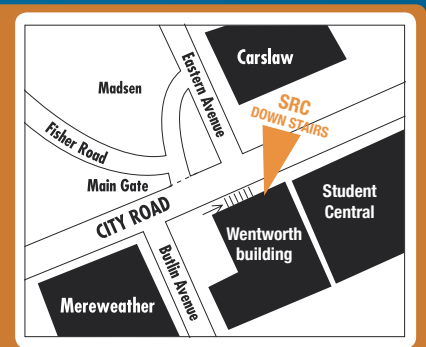 Carslaw
Eastern Avenue
Madsen
SRC
DOWN STAIRS
Fisher Road
Main Gate
CITY ROAD
Student
Central
Wentworth
building
Butlin Avenue
Mereweather